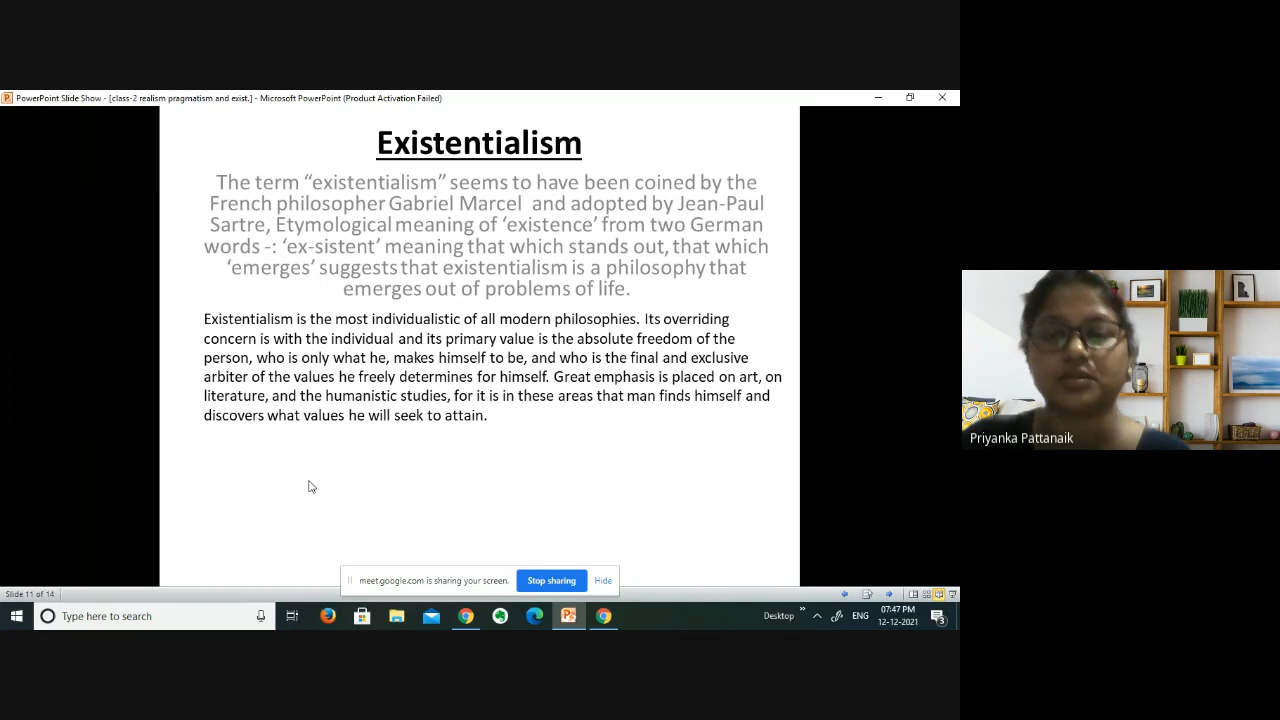 PowerPoint Slide Show - [class-2 realism pragmatism and exist.] - Microsoft PowerPoint (Product Activation Failed)
Existentialism
The term “existentialism” seems to have been coined by the
French philosopher Gabriel Marcel and adopted by Jean-Paul
Sartre, Etymological meaning of ‘existence’ from two German
words -: ‘ex-sistent’ meaning that which stands out, that which
‘emerges’ suggests that existentialism is a philosophy that
emerges out of problems of life.
Existentialism is the most individualistic of all modern philosophies. Its overriding
concern is with the individual and its primary value is the absolute freedom of the
person, who is only what he, makes himself to be, and who is the final and exclusive
arbiter of the values he freely determines for himself. Great emphasis is placed on art, on
literature, and the humanistic studies, for it is in these areas that man finds himself and
discovers what values he will seek to attain.
Priyanka Pattanaik
meet.google.com is sharing your screen.
Stop sharing
Hide
Slide 11 of 14
Type here to search
Desktop
ENG
07:47 PM
12-12-2021
3